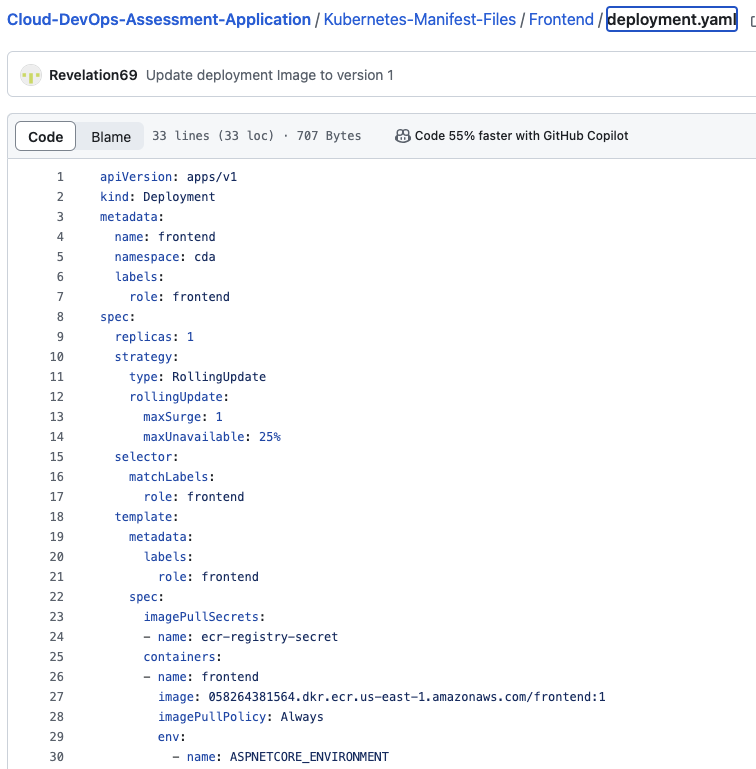 Cloud-DevOps-Assessment-Application / Kubernetes-Manifest-Files / Frontend / deployment.yaml
Revelation69 Update deployment Image to version 1
Code Blame 33 lines (33 loc) · 707 Bytes Code 55% faster with GitHub Copilot
1 apiVersion: apps/v1
2 kind: Deployment
3 metadata:
4   name: frontend
5   namespace: cda
6   labels:
7     role: frontend
8 spec:
9   replicas: 1
10   strategy:
11     type: RollingUpdate
12     rollingUpdate:
13       maxSurge: 1
14       maxUnavailable: 25%
15   selector:
16     matchLabels:
17       role: frontend
18   template:
19     metadata:
20       labels:
21         role: frontend
22     spec:
23       imagePullSecrets:
24       - name: ecr-registry-secret
25       containers:
26       - name: frontend
27         image: 058264381564.dkr.ecr.us-east-1.amazonaws.com/frontend:1
28         imagePullPolicy: Always
29         env:
30           - name: ASPNETCORE_ENVIRONMENT